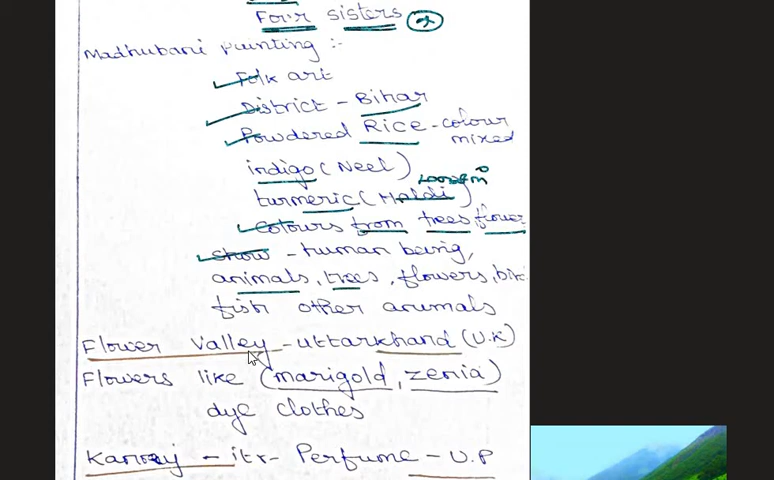 Four sisters
Madhubani painting :-
Folk art
District - Bihar
Powdered Rice - colour
mixed
indigo (Neel)
turmeric (Haldi)
Colours from trees, flower
Show - human being,
animals, trees, flowers,
fish other animals
Flower Valley - uttarkhand (U.K)
Flowers like (marigold, zenia)
dye clothes
- itr - Perfume - U.P